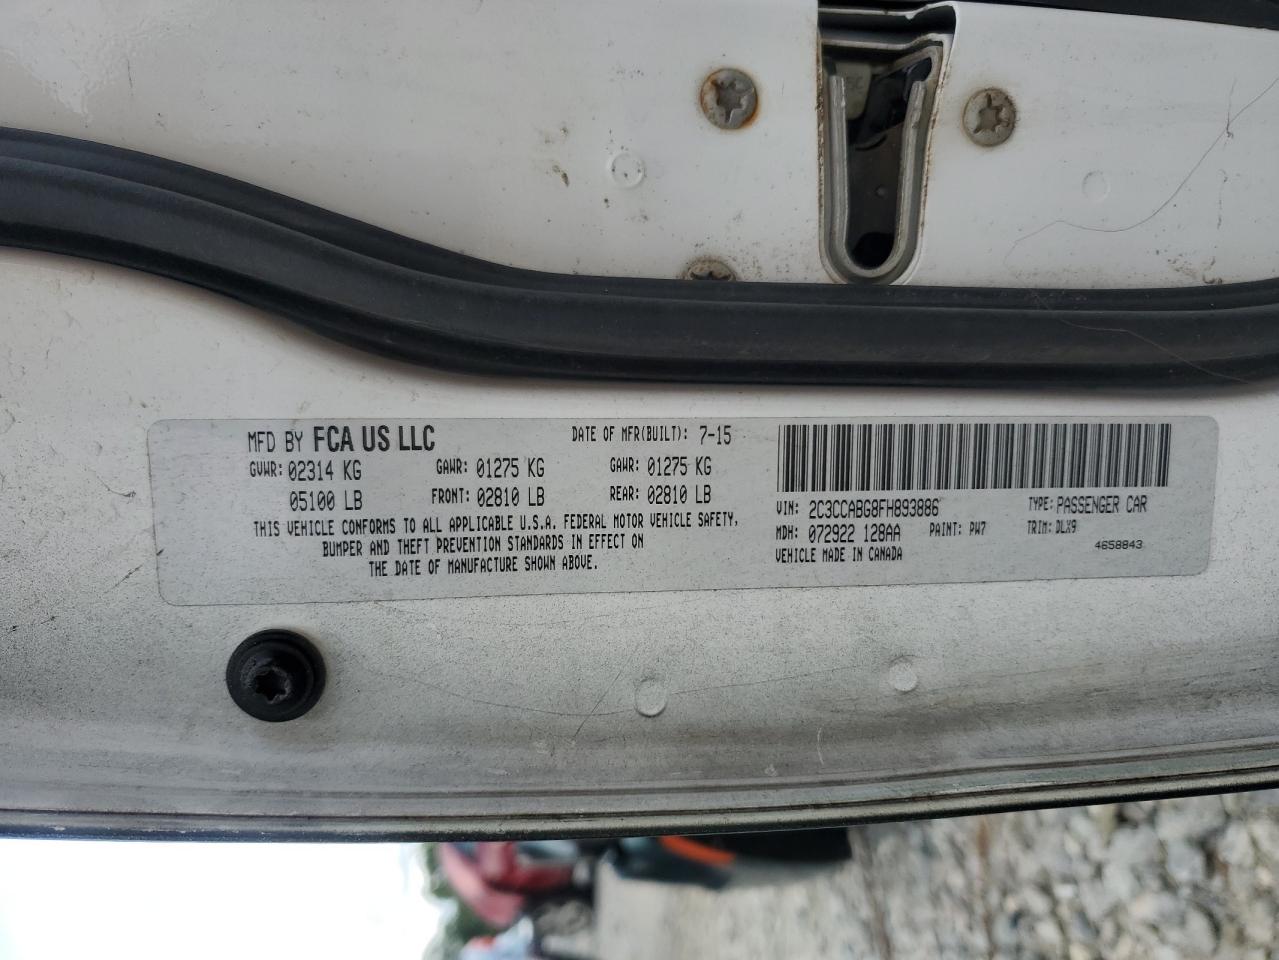 MFD BY FCA US LLC DATE OF MFR(BUILT): 7-15
GVWR: 02314 KG GAWR: 01275 KG GAWR: 01275 KG
05100 LB FRONT: 02810 LB REAR: 02810 LB
THIS VEHICLE CONFORMS TO ALL APPLICABLE U.S.A. FEDERAL MOTOR VEHICLE SAFETY,
BUMPER AND THEFT PREVENTION STANDARDS IN EFFECT ON
THE DATE OF MANUFACTURE SHOWN ABOVE.
VIN: 2C3CCABG8FH893886 TYPE: PASSENGER CAR
MDH: 072922 128AA PAINT: PW7 TRIM: DLX9
VEHICLE MADE IN CANADA 4658843